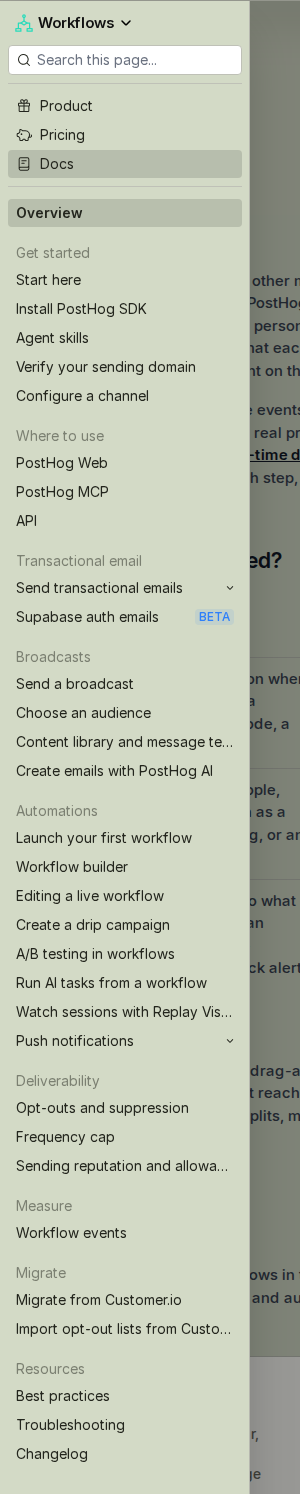 Workflows
Search this page...
Product
Pricing
Docs
Overview
Get started
Start here
Install PostHog SDK
Agent skills
Verify your sending domain
Configure a channel
Where to use
PostHog Web
PostHog MCP
API
Transactional email
Send transactional emails
Supabase auth emails BETA
Broadcasts
Send a broadcast
Choose an audience
Content library and message te...
Create emails with PostHog AI
Automations
Launch your first workflow
Workflow builder
Editing a live workflow
Create a drip campaign
A/B testing in workflows
Run AI tasks from a workflow
Watch sessions with Replay Vis...
Push notifications
Deliverability
Opt-outs and suppression
Frequency cap
Sending reputation and allowa...
Measure
Workflow events
Migrate
Migrate from Customer.io
Import opt-out lists from Custo...
Resources
Best practices
Troubleshooting
Changelog